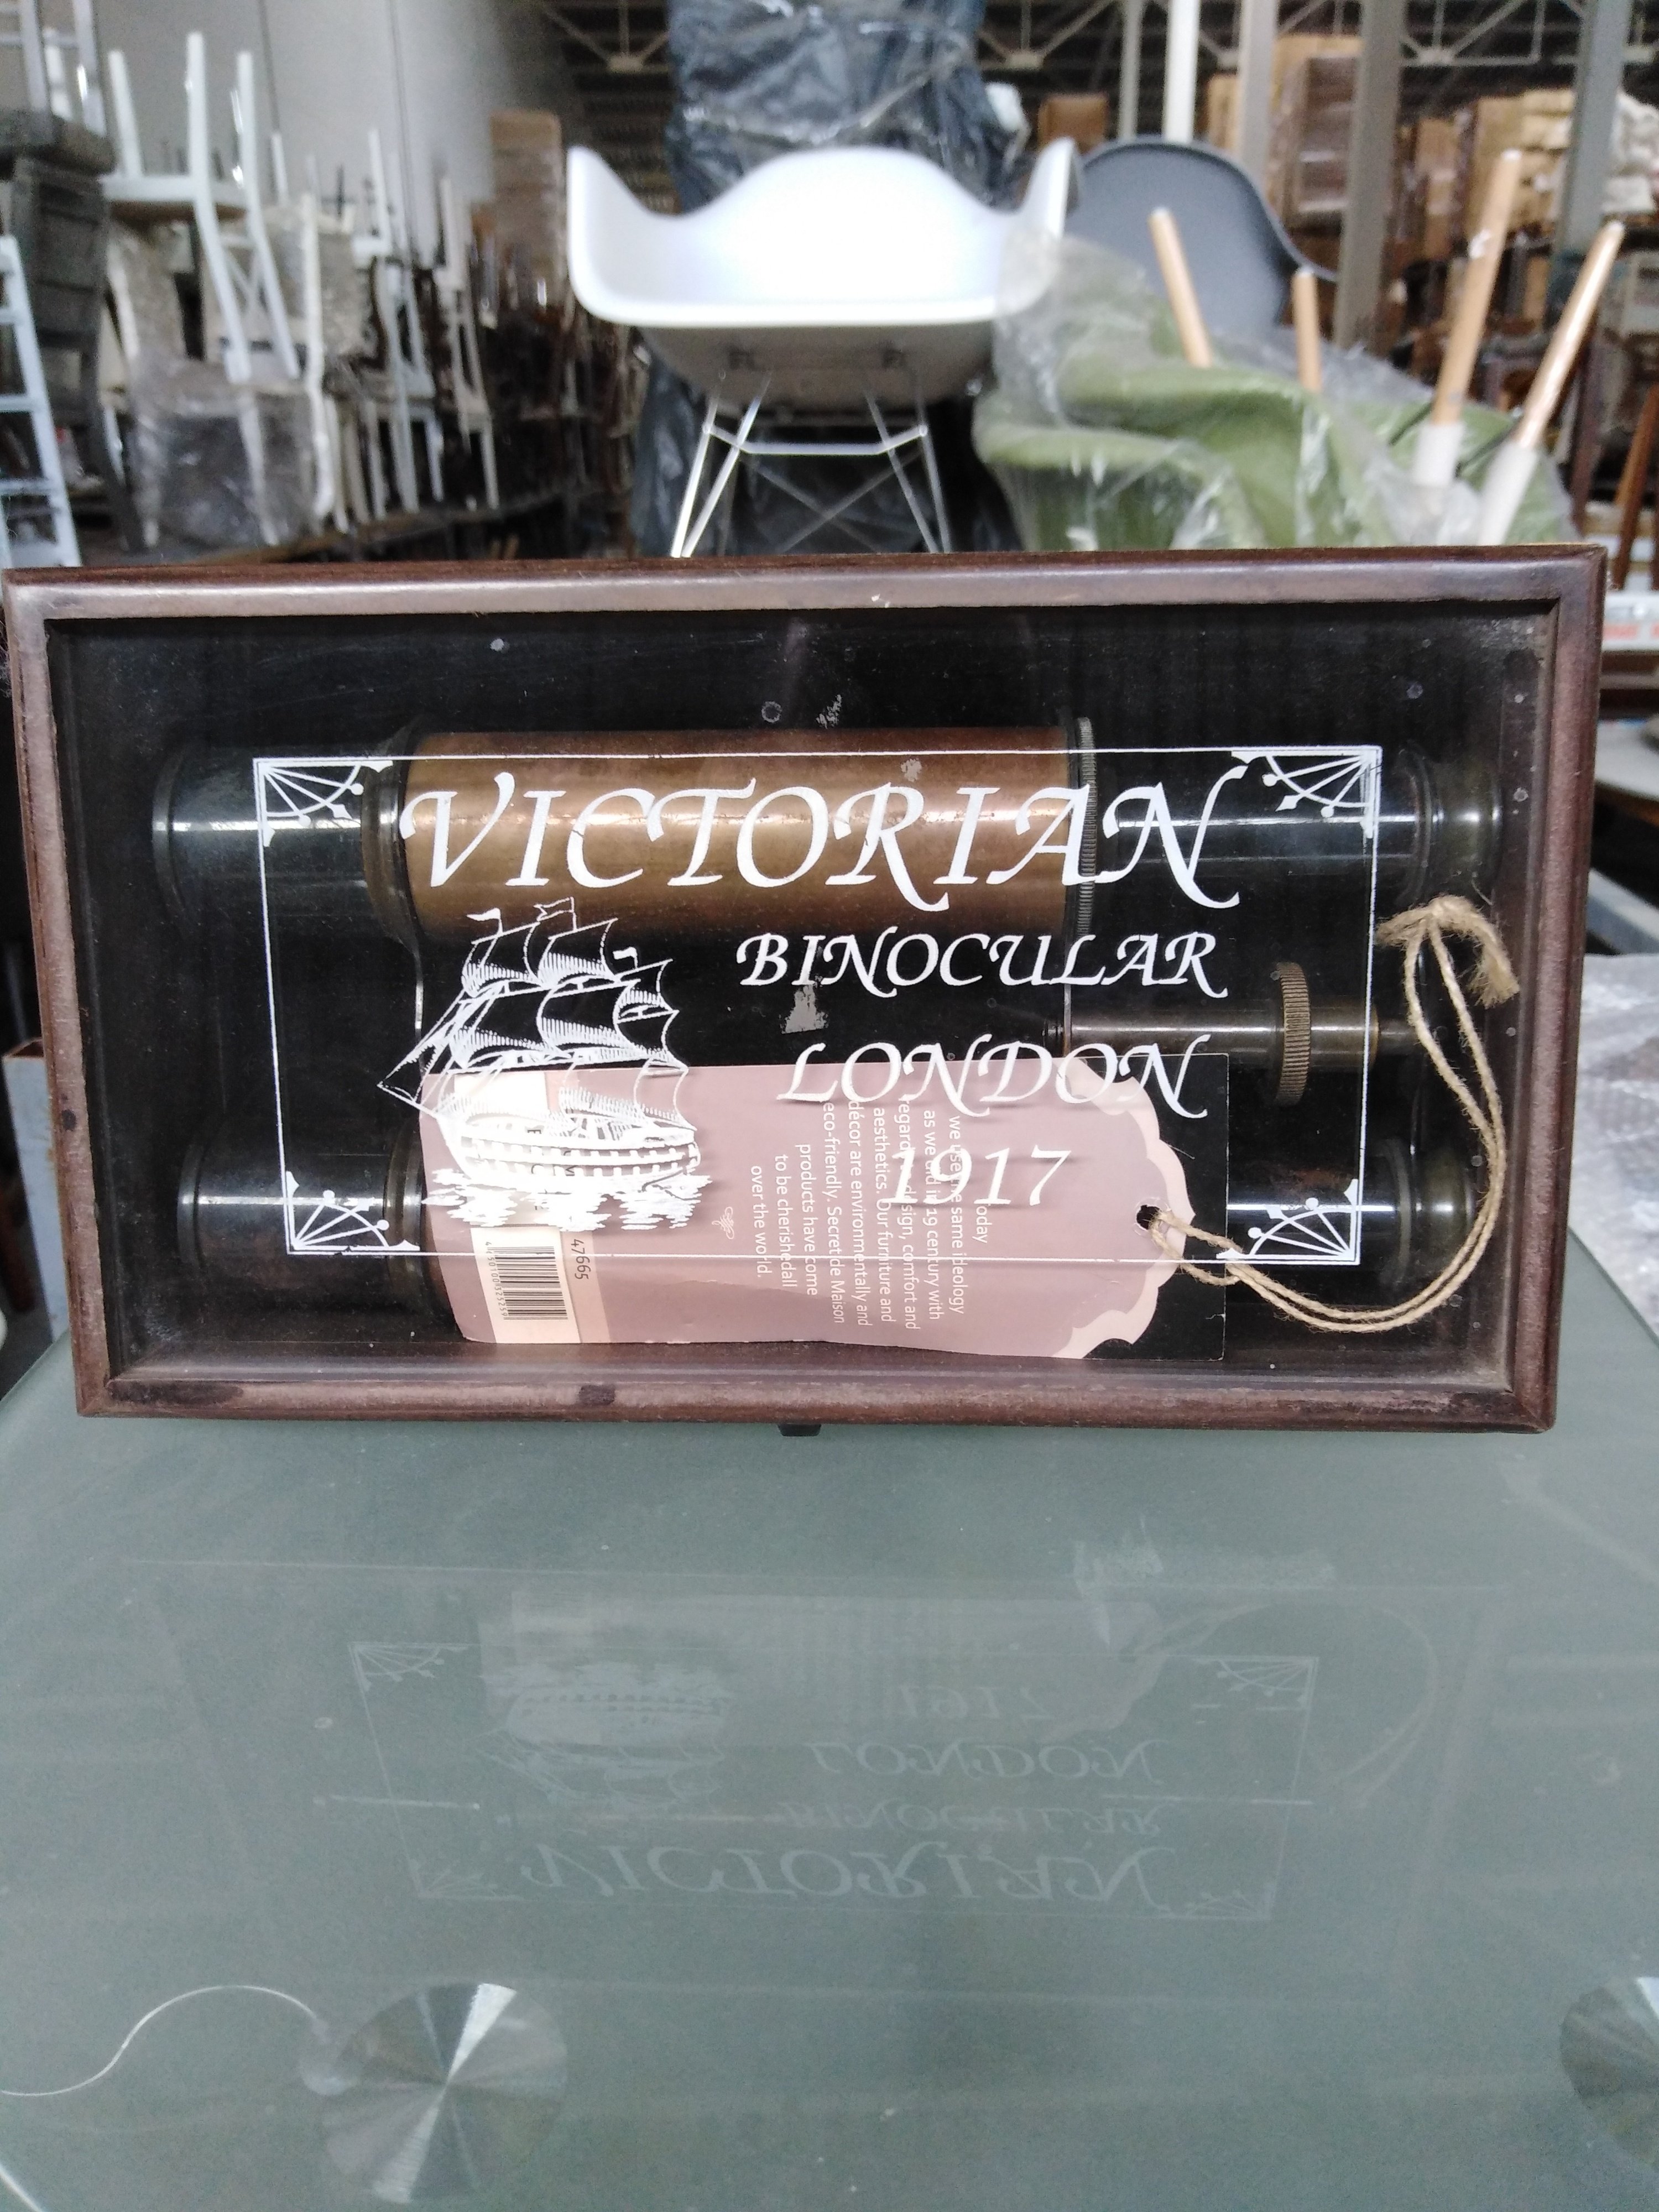 VICTORIAN
BINOCULAR
LONDON
1917
we use the same ideology today
as we did in 19 century with
regard design, comfort and
aesthetics. Our furniture and
décor are environmentally and
eco-friendly. Secret de Maison
products have come
to be cherished all
over the world.
47665